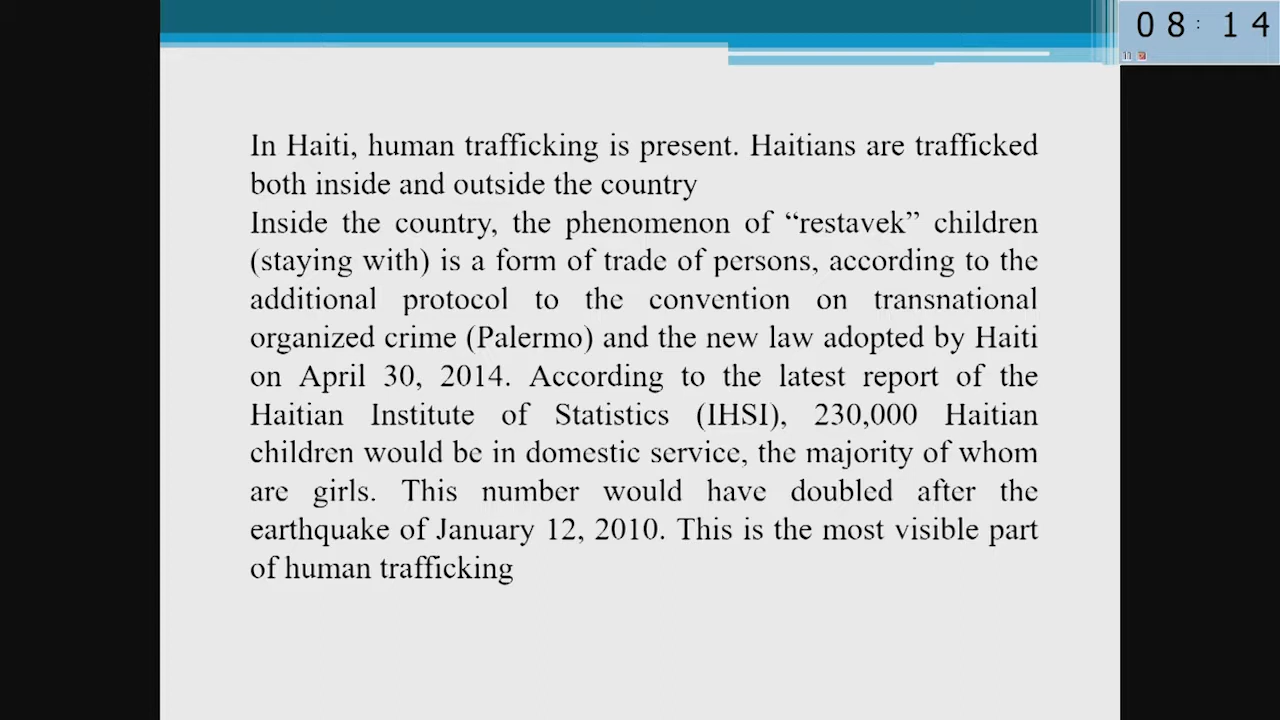 08:14
In Haiti, human trafficking is present. Haitians are trafficked
both inside and outside the country
Inside the country, the phenomenon of “restavek” children
(staying with) is a form of trade of persons, according to the
additional protocol to the convention on transnational
organized crime (Palermo) and the new law adopted by Haiti
on April 30, 2014. According to the latest report of the
Haitian Institute of Statistics (IHSI), 230,000 Haitian
children would be in domestic service, the majority of whom
are girls. This number would have doubled after the
earthquake of January 12, 2010. This is the most visible part
of human trafficking